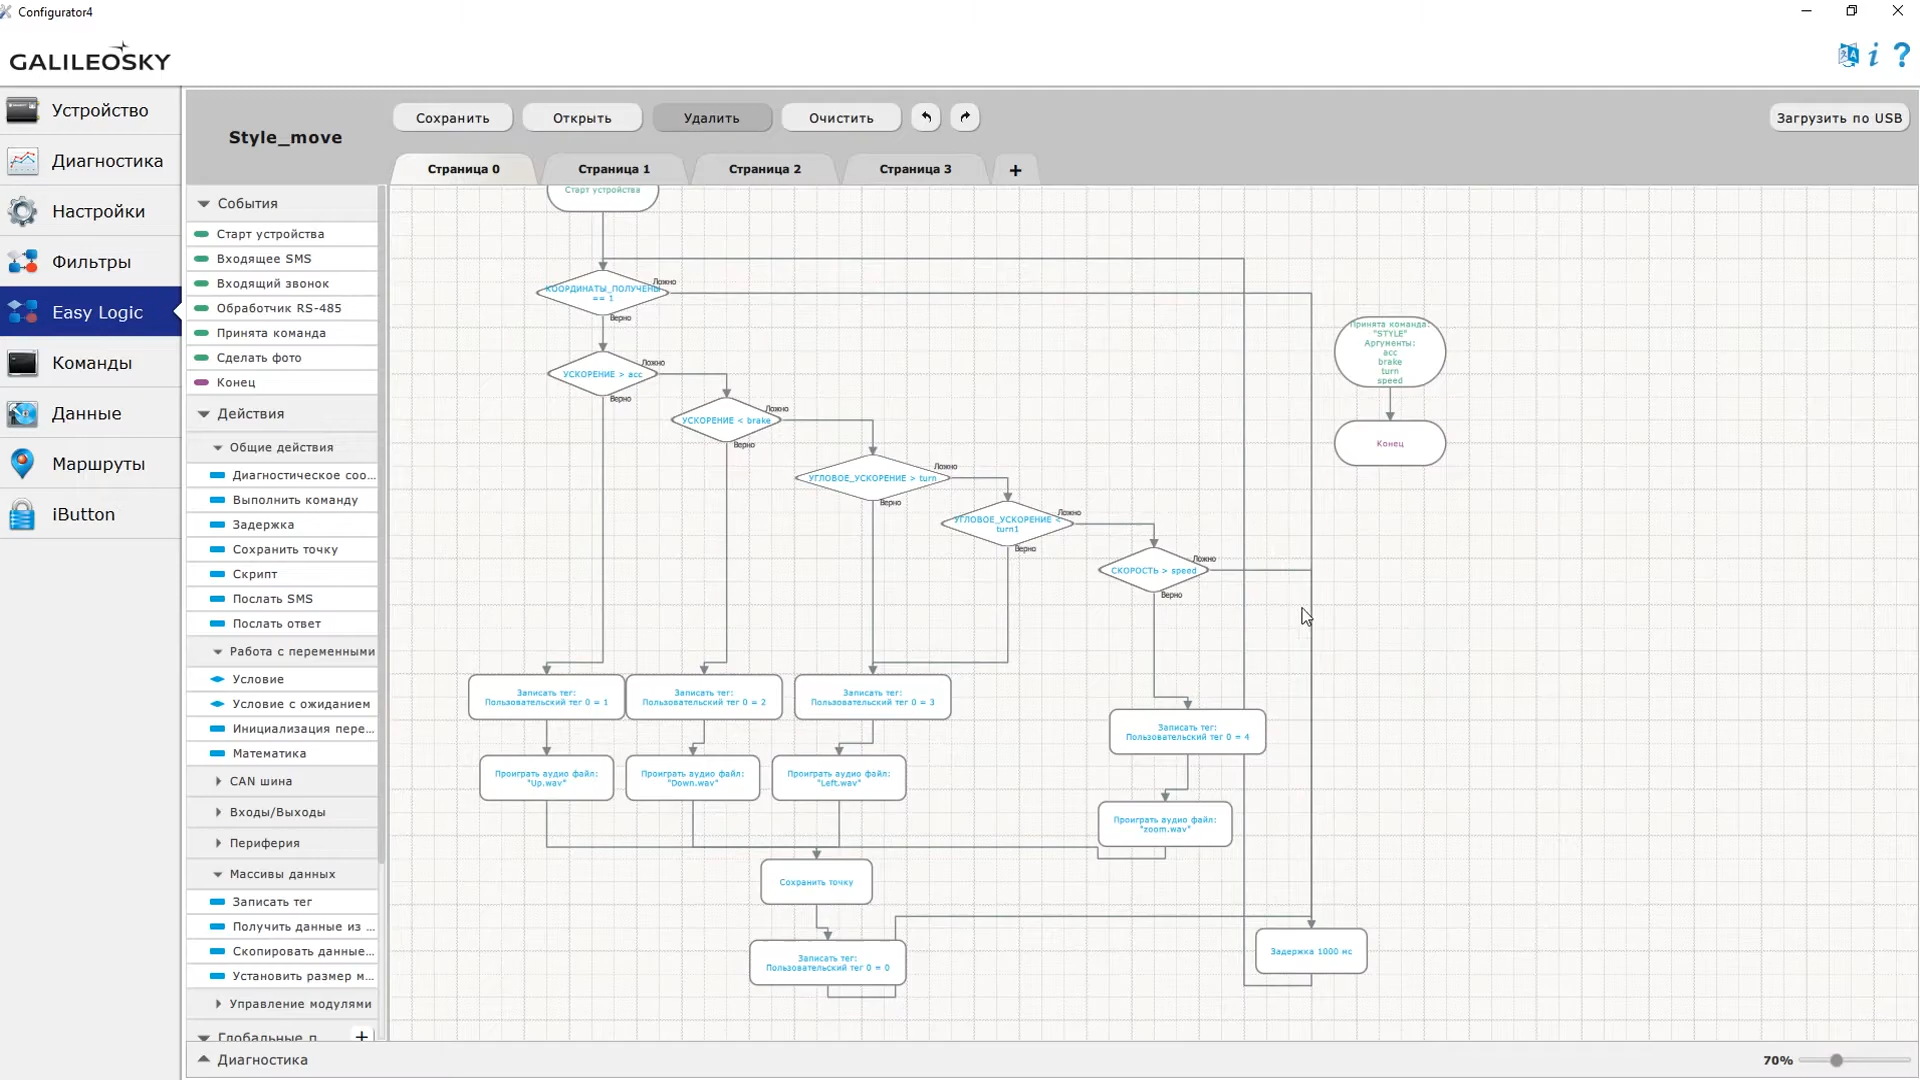 Configurator4
GALILEOSKY
Устройство
Диагностика
Настройки
Фильтры
Easy Logic
Команды
Данные
Маршруты
iButton
Style_move
Сохранить
Открыть
Удалить
Очистить
Загрузить по USB
Страница 0
Страница 1
Страница 2
Страница 3
+
События
Старт устройства
Входящее SMS
Входящий звонок
Обработчик RS-485
Принята команда
Сделать фото
Конец
Действия
Общие действия
Диагностическое соо...
Выполнить команду
Задержка
Сохранить точку
Скрипт
Послать SMS
Послать ответ
Работа с переменными
Условие
Условие с ожиданием
Инициализация пере...
Математика
CAN шина
Входы/Выходы
Периферия
Массивы данных
Записать тег
Получить данные из ...
Скопировать данные...
Установить размер м...
Управление модулями
Глобальные п
+
Диагностика
70%
Старт устройства
КООРДИНАТЫ_ПОЛУЧЕНЫ
== 1
Ложно
Верно
УСКОРЕНИЕ > acc
Ложно
Верно
УСКОРЕНИЕ < brake
Ложно
Верно
УГЛОВОЕ_УСКОРЕНИЕ > turn
Ложно
Верно
УГЛОВОЕ_УСКОРЕНИЕ <
turn1
Ложно
Верно
СКОРОСТЬ > speed
Ложно
Верно
Принята команда:
"STYLE"
Аргументы:
acc
brake
turn
speed
Конец
Записать тег:
Пользовательский тег 0 = 1
Записать тег:
Пользовательский тег 0 = 2
Записать тег:
Пользовательский тег 0 = 3
Записать тег:
Пользовательский тег 0 = 4
Проиграть аудио файл:
"Up.wav"
Проиграть аудио файл:
"Down.wav"
Проиграть аудио файл:
"Left.wav"
Проиграть аудио файл:
"zoom.wav"
Сохранить точку
Записать тег:
Пользовательский тег 0 = 0
Задержка 1000 мс